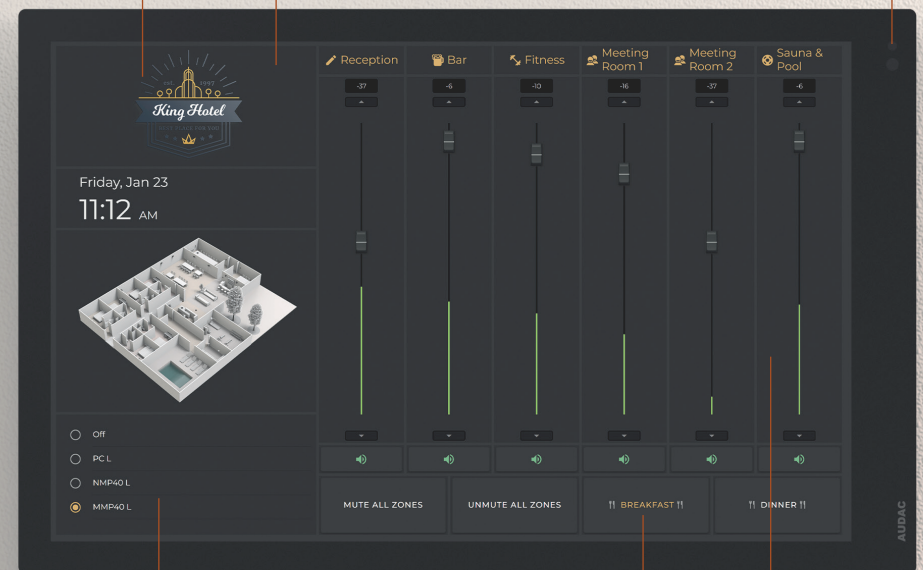 est 1997
King Hotel
Friday, Jan 23
11:12 AM
Off
PC L
NMP40 L
MMP40 L
Reception
Bar
Fitness
Meeting
Room 1
Meeting
Room 2
Sauna &
Pool
-37
-6
-10
-16
-37
-6
MUTE ALL ZONES
UNMUTE ALL ZONES
BREAKFAST
DINNER
AUDAC